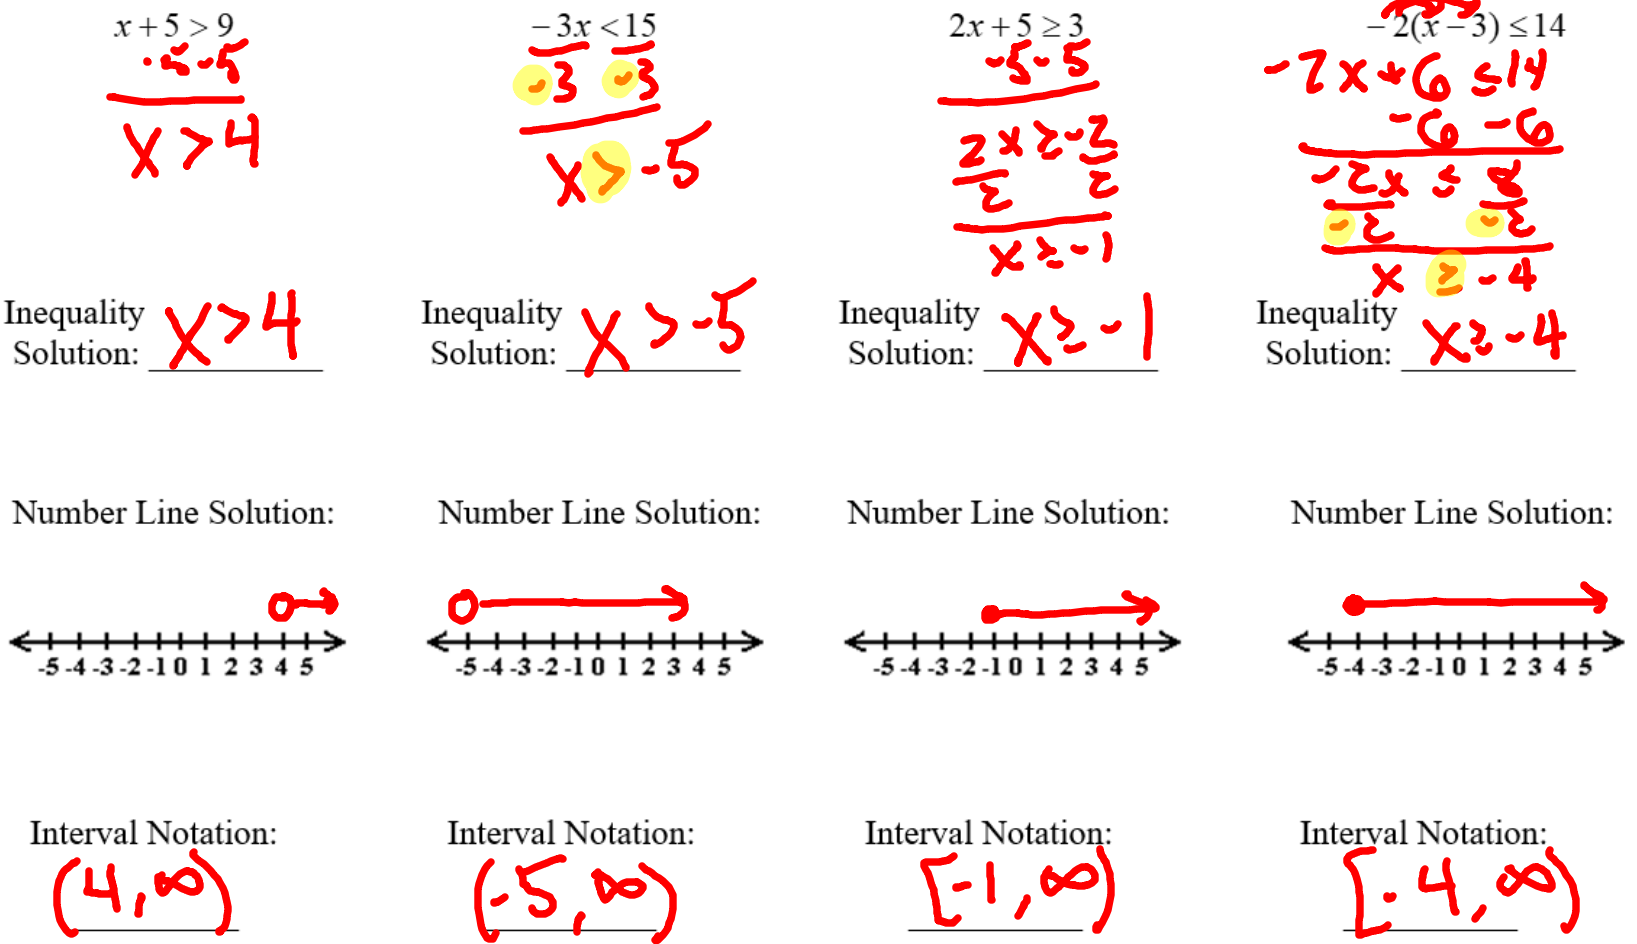 x + 5 > 9
-5 -5
x > 4
Inequality
Solution: x > 4
Number Line Solution:
-5 -4 -3 -2 -1 0 1 2 3 4 5
Interval Notation:
(4, ∞)
-3x < 15
-3 -3
x > -5
Inequality
Solution: x > -5
Number Line Solution:
-5 -4 -3 -2 -1 0 1 2 3 4 5
Interval Notation:
(-5, ∞)
2x + 5 ≥ 3
-5 -5
2x ≥ -2
2 2
x ≥ -1
Inequality
Solution: x ≥ -1
Number Line Solution:
-5 -4 -3 -2 -1 0 1 2 3 4 5
Interval Notation:
[-1, ∞)
-2(x - 3) ≤ 14
-2x + 6 ≤ 14
-6 -6
-2x ≤ 8
-2 -2
x ≥ -4
Inequality
Solution: x ≥ -4
Number Line Solution:
-5 -4 -3 -2 -1 0 1 2 3 4 5
Interval Notation:
[-4, ∞)